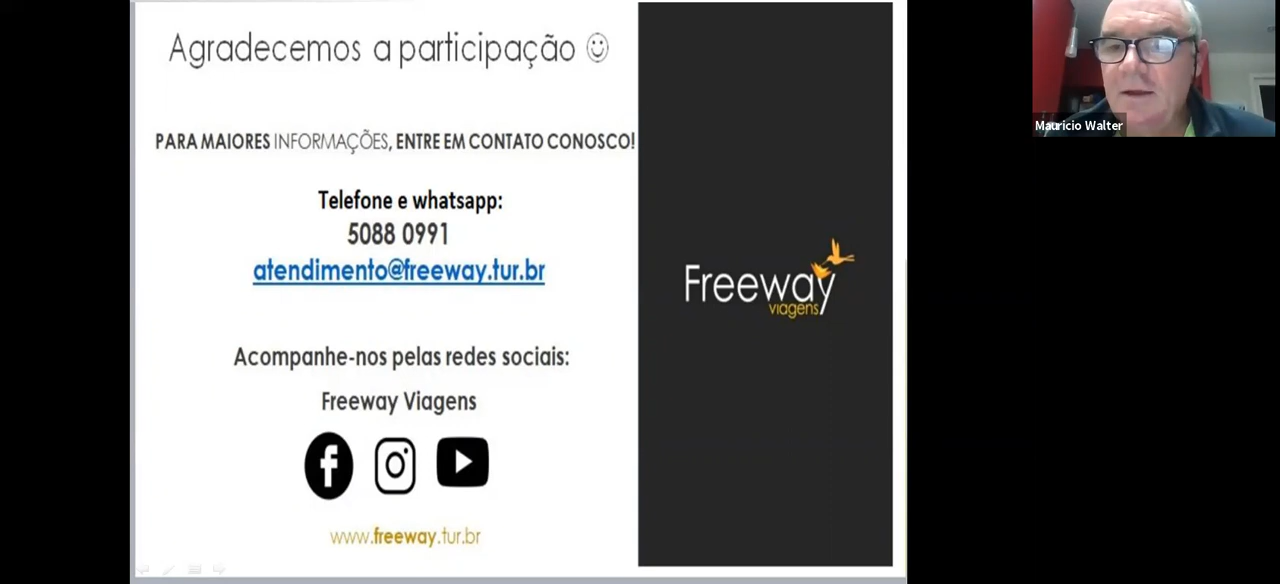 Agradecemos a participação ☺
PARA MAIORES INFORMAÇÕES, ENTRE EM CONTATO CONOSCO!
Telefone e whatsapp:
5088 0991
atendimento@freeway.tur.br
Acompanhe-nos pelas redes sociais:
Freeway Viagens
www.freeway.tur.br
Freeway
viagens
Mauricio Walter